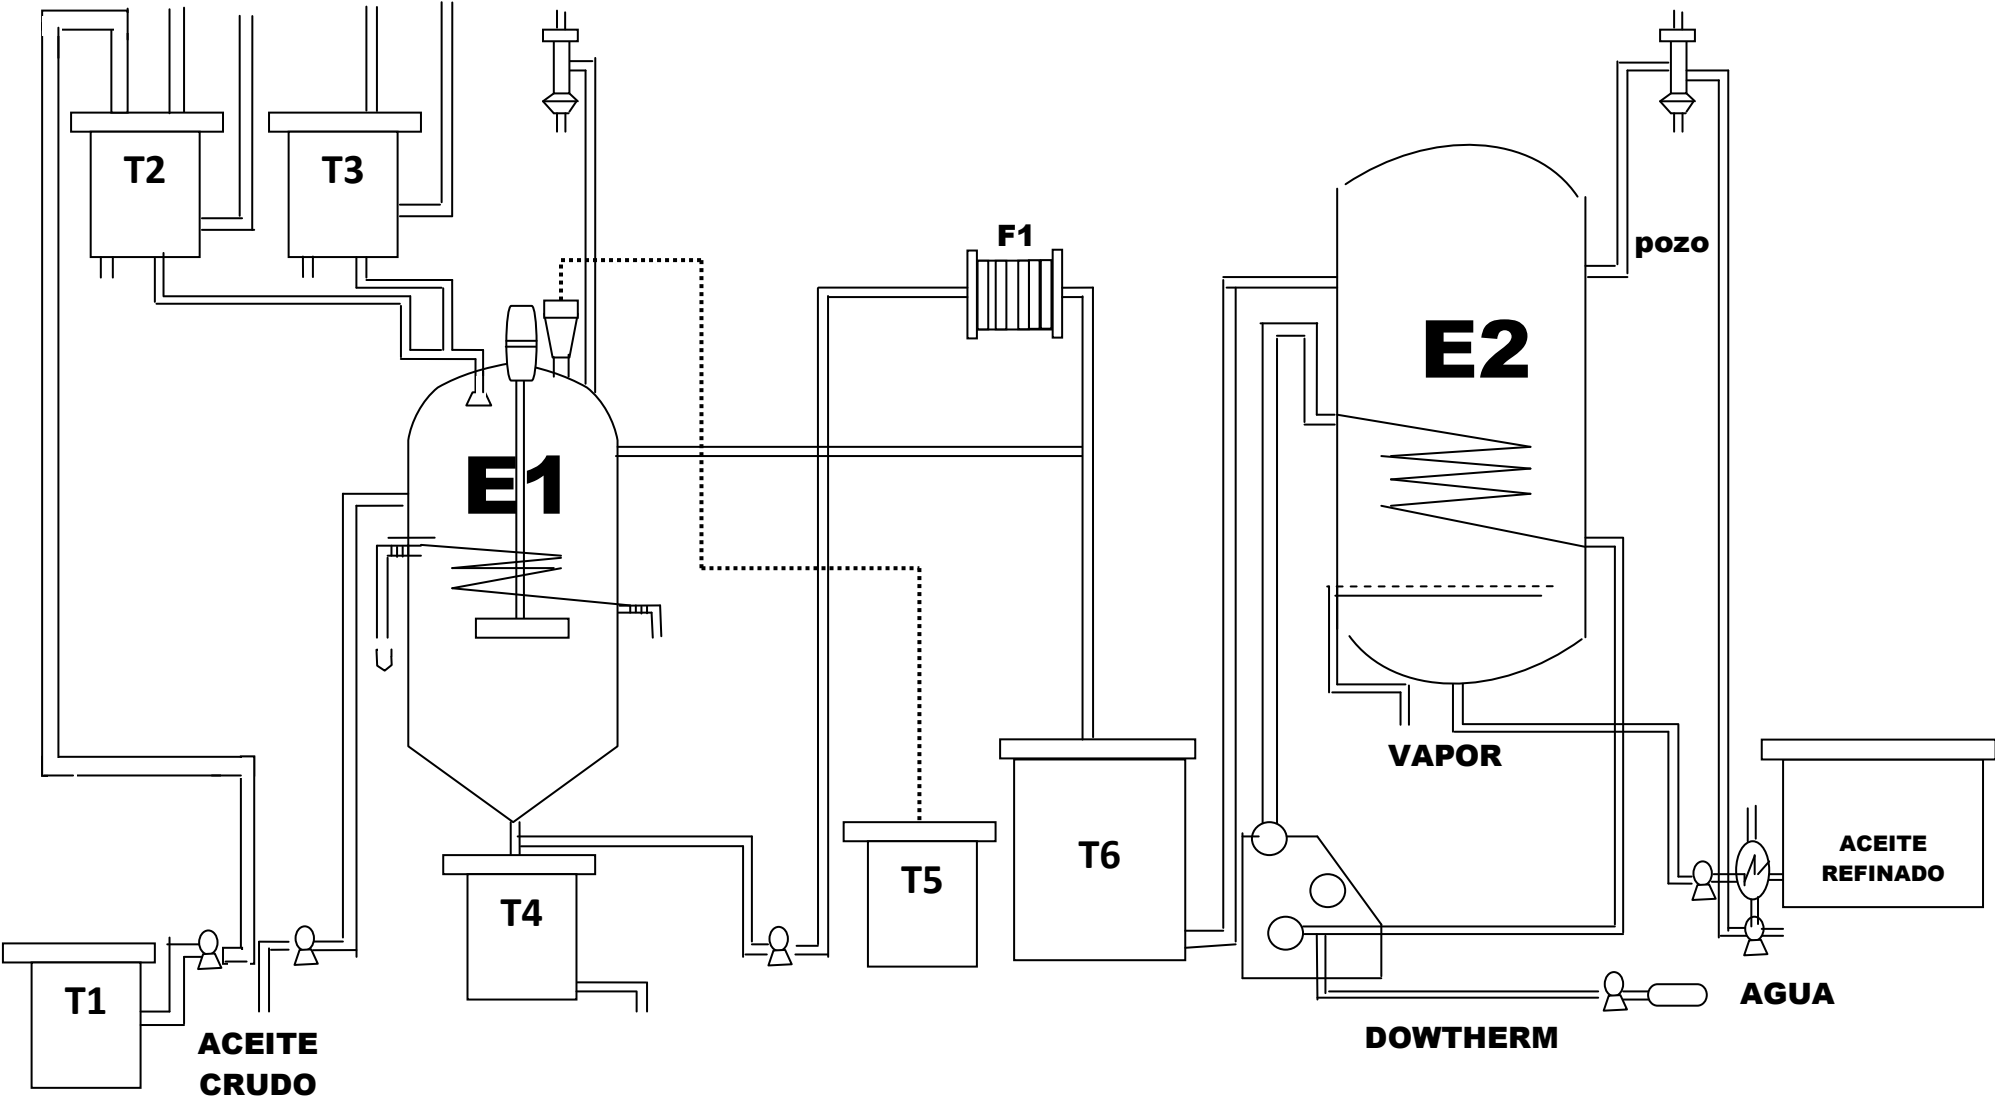 T2
T3
F1
pozo
E2
E1
VAPOR
ACEITE
REFINADO
T6
T5
T4
T1
AGUA
DOWTHERM
ACEITE
CRUDO